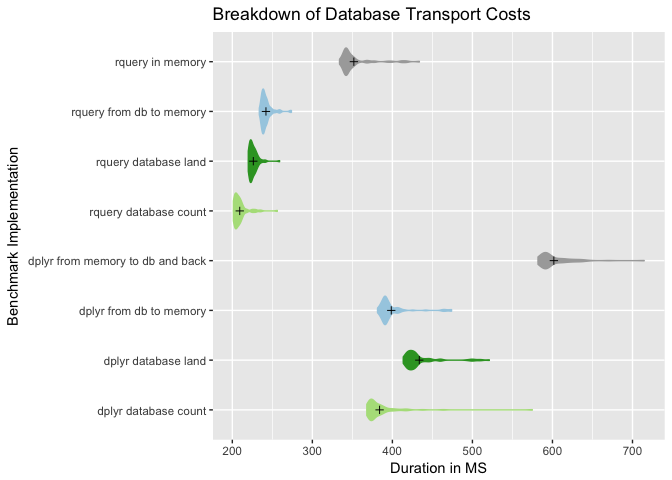 Breakdown of Database Transport Costs
Benchmark Implementation
rquery in memory
rquery from db to memory
rquery database land
rquery database count
dplyr from memory to db and back
dplyr from db to memory
dplyr database land
dplyr database count
200 300 400 500 600 700
Duration in MS